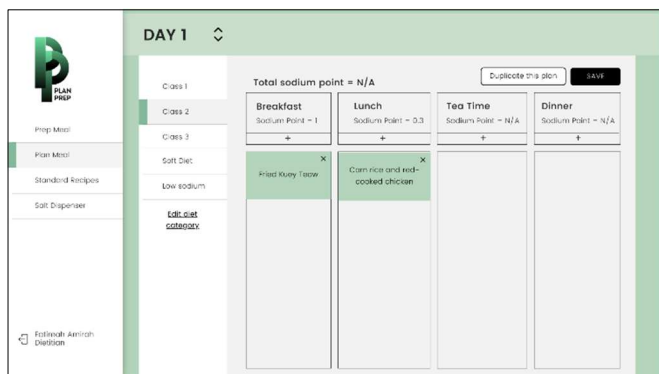 DAY 1
PLAN
PREP
Prep Meal
Plan Meal
Standard Recipes
Salt Dispenser
Fatimah Amirah
Dietitian
Class 1
Class 2
Class 3
Soft Diet
Low sodium
Edit diet
category
Total sodium point = N/A
Duplicate this plan
SAVE
Breakfast
Sodium Point = 1
+
Lunch
Sodium Point = 0.3
+
Tea Time
Sodium Point = N/A
+
Dinner
Sodium Point = N/A
+
×
Fried Kuey Teow
×
Corn rice and red-
cooked chicken